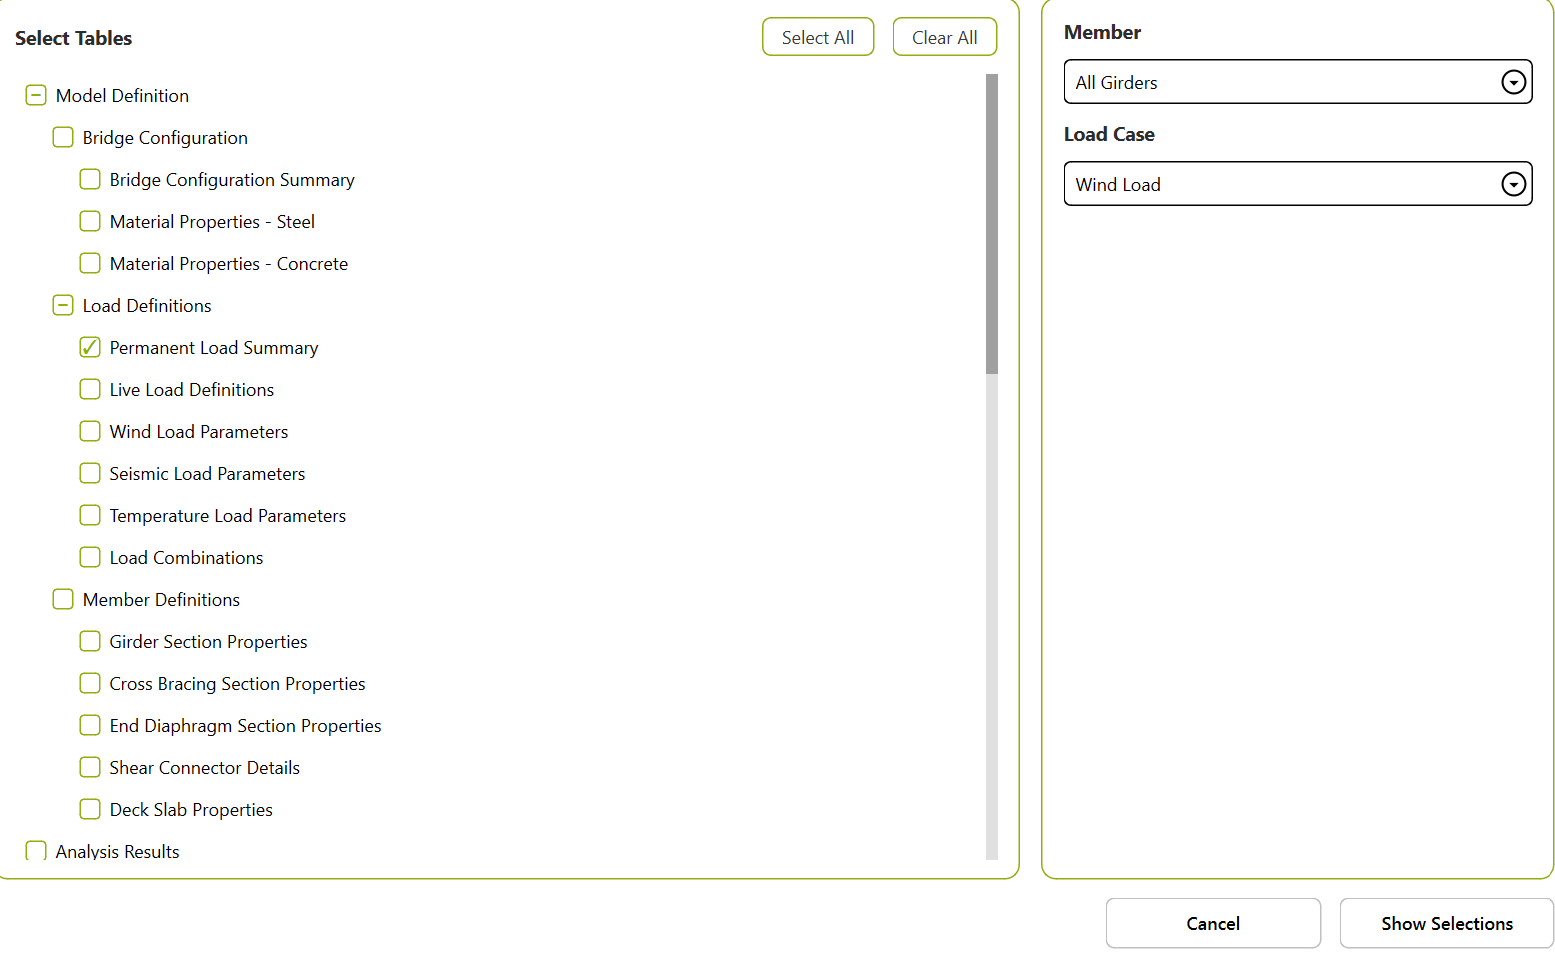 Select Tables
Select All
Clear All
Model Definition
Bridge Configuration
Bridge Configuration Summary
Material Properties - Steel
Material Properties - Concrete
Load Definitions
Permanent Load Summary
Live Load Definitions
Wind Load Parameters
Seismic Load Parameters
Temperature Load Parameters
Load Combinations
Member Definitions
Girder Section Properties
Cross Bracing Section Properties
End Diaphragm Section Properties
Shear Connector Details
Deck Slab Properties
Analysis Results
Member
All Girders
Load Case
Wind Load
Cancel
Show Selections